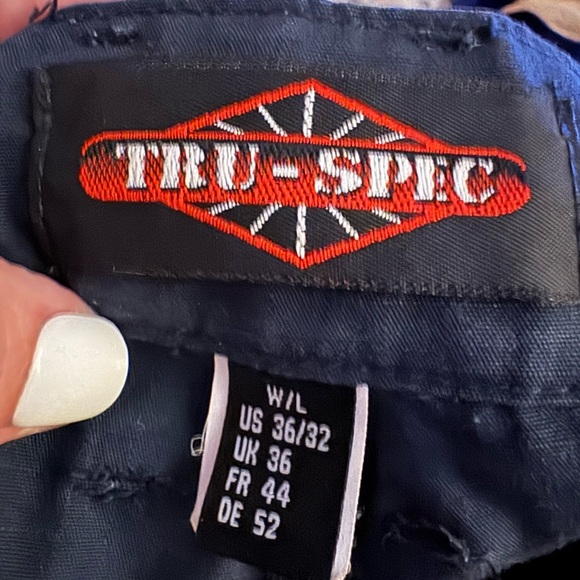 TRU-SPEC
W/L
US 36/32
UK 36
FR 44
DE 52